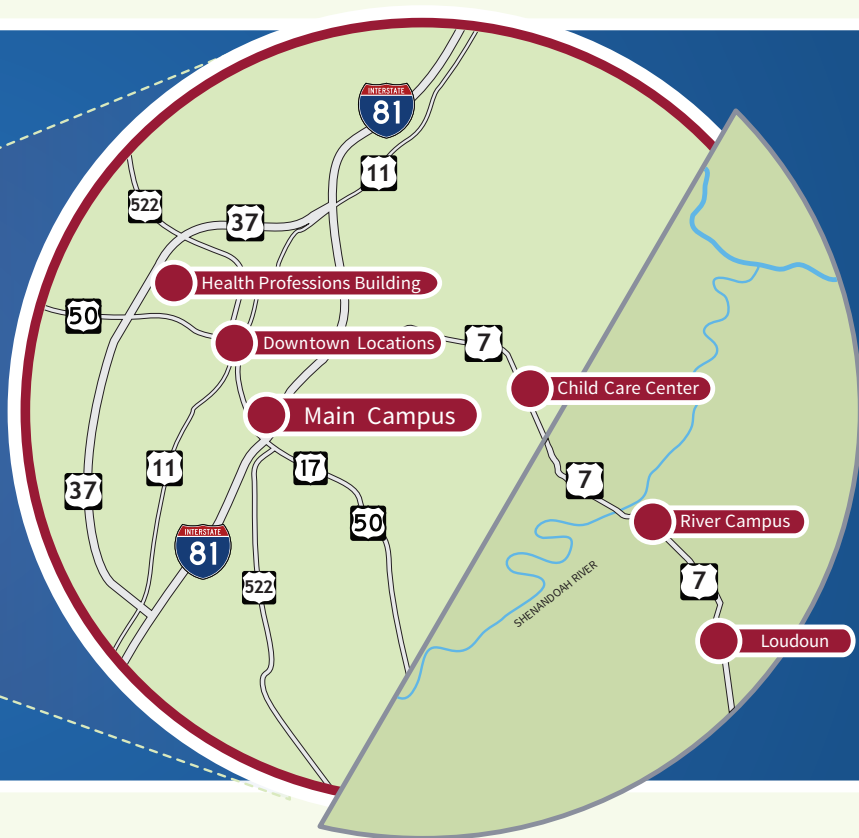 INTERSTATE
81
11
522
37
Health Professions Building
50
Downtown Locations
7
Child Care Center
Main Campus
11
17
37
7
50
River Campus
INTERSTATE
81
522
7
SHENANDOAH RIVER
Loudoun